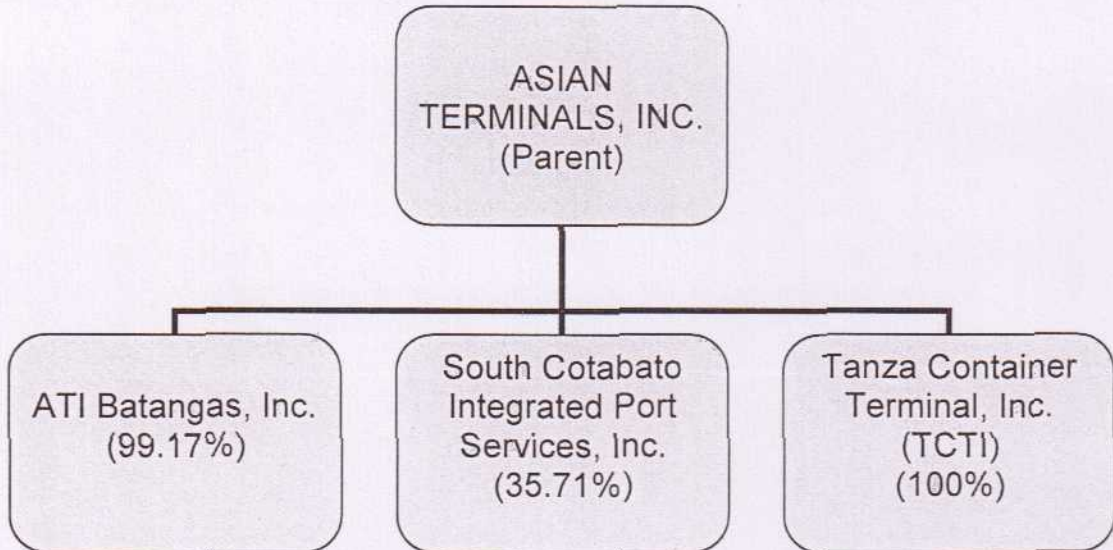 ASIAN
TERMINALS, INC.
(Parent)
ATI Batangas, Inc.
(99.17%)
South Cotabato
Integrated Port
Services, Inc.
(35.71%)
Tanza Container
Terminal, Inc.
(TCTI)
(100%)